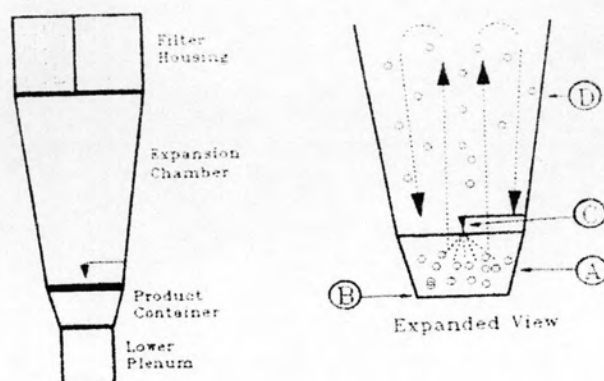 Filter
Housing
Expansion
Chamber
Product
Container
Lower
Plenum
D
C
A
B
Expanded View